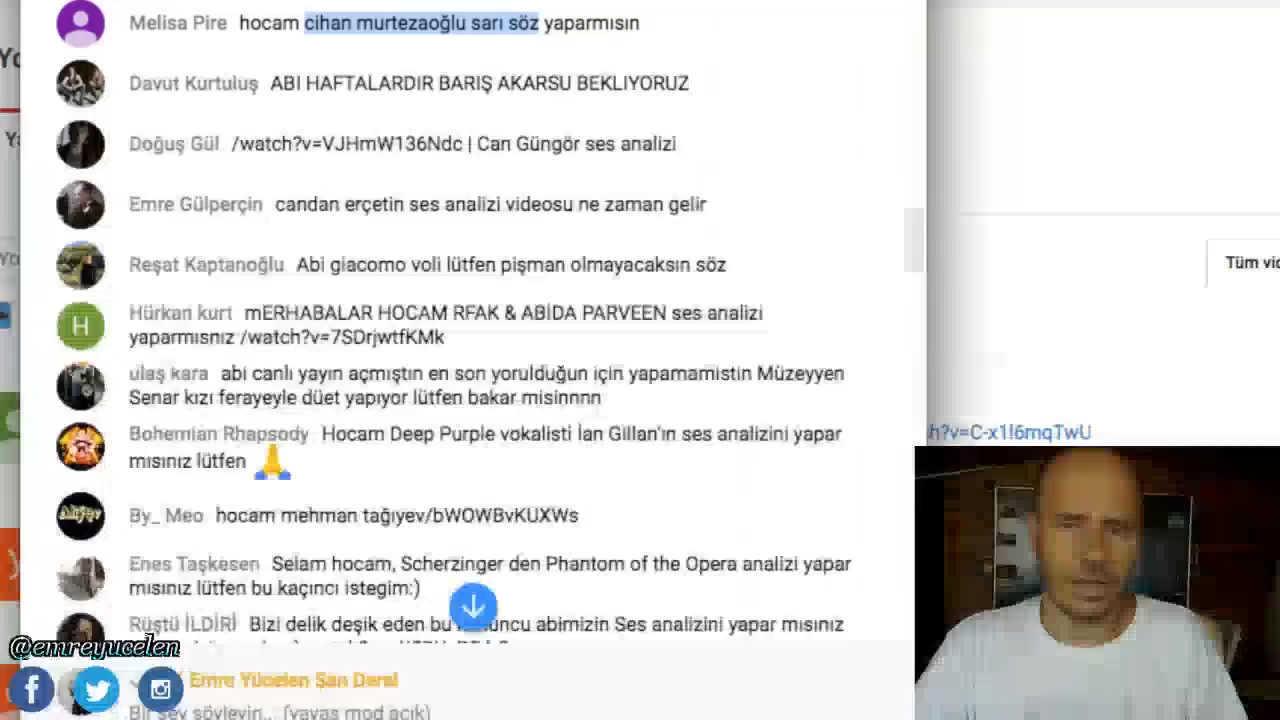 Melisa Pire hocam cihan murtezaoğlu sarı söz yaparmısın
Davut Kurtuluş ABI HAFTALARDIR BARIŞ AKARSU BEKLIYORUZ
Doğuş Gül /watch?v=VJHmW136Ndc | Can Güngör ses analizi
Emre Gülperçin candan erçetin ses analizi videosu ne zaman gelir
Reşat Kaptanoğlu Abi giacomo voli lütfen pişman olmayacaksın söz
Tüm vid
H Hürkan kurt mERHABALAR HOCAM RFAK & ABİDA PARVEEN ses analizi
yaparmısnız /watch?v=7SDrjwtfKMk
ulaş kara abi canlı yayın açmıştın en son yorulduğun için yapamamistin Müzeyyen
Senar kızı ferayeyle düet yapıyor lütfen bakar misinnnn
Bohemian Rhapsody Hocam Deep Purple vokalisti İan Gillan'ın ses analizini yapar
mısınız lütfen 🙏
h?v=C-x1l6mqTwU
By_ Meo hocam mehman tağıyev/bWOWBvKUXWs
Enes Taşkesen Selam hocam, Scherzinger den Phantom of the Opera analizi yapar
mısınız lütfen bu kaçıncı istegim:)
Rüştü İLDİRİ Bizi delik deşik eden bu abimizin Ses analizini yapar mısınız
@emreyucelen
Emre Yücelen Şan Dersi
Bir şey söyleyin... (yavaş mod açık)